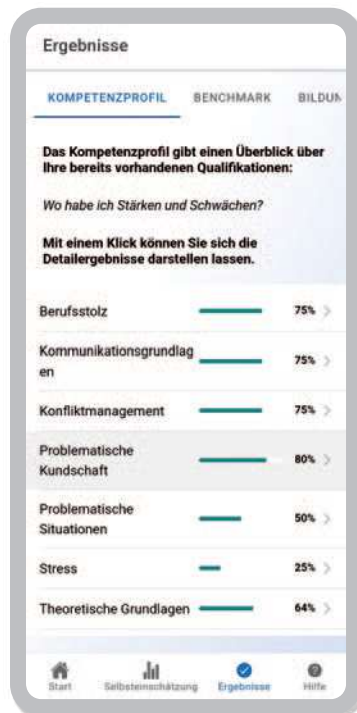 Ergebnisse
KOMPETENZPROFIL BENCHMARK BILDUN
Das Kompetenzprofil gibt einen Überblick über
Ihre bereits vorhandenen Qualifikationen:
Wo habe ich Stärken und Schwächen?
Mit einem Klick können Sie sich die
Detailergebnisse darstellen lassen.
Berufsstolz 75%
Kommunikationsgrundlag
en 75%
Konfliktmanagement 75%
Problematische
Kundschaft 80%
Problematische
Situationen 50%
Stress 25%
Theoretische Grundlagen 64%
Start Selbsteinschätzung Ergebnisse Hilfe